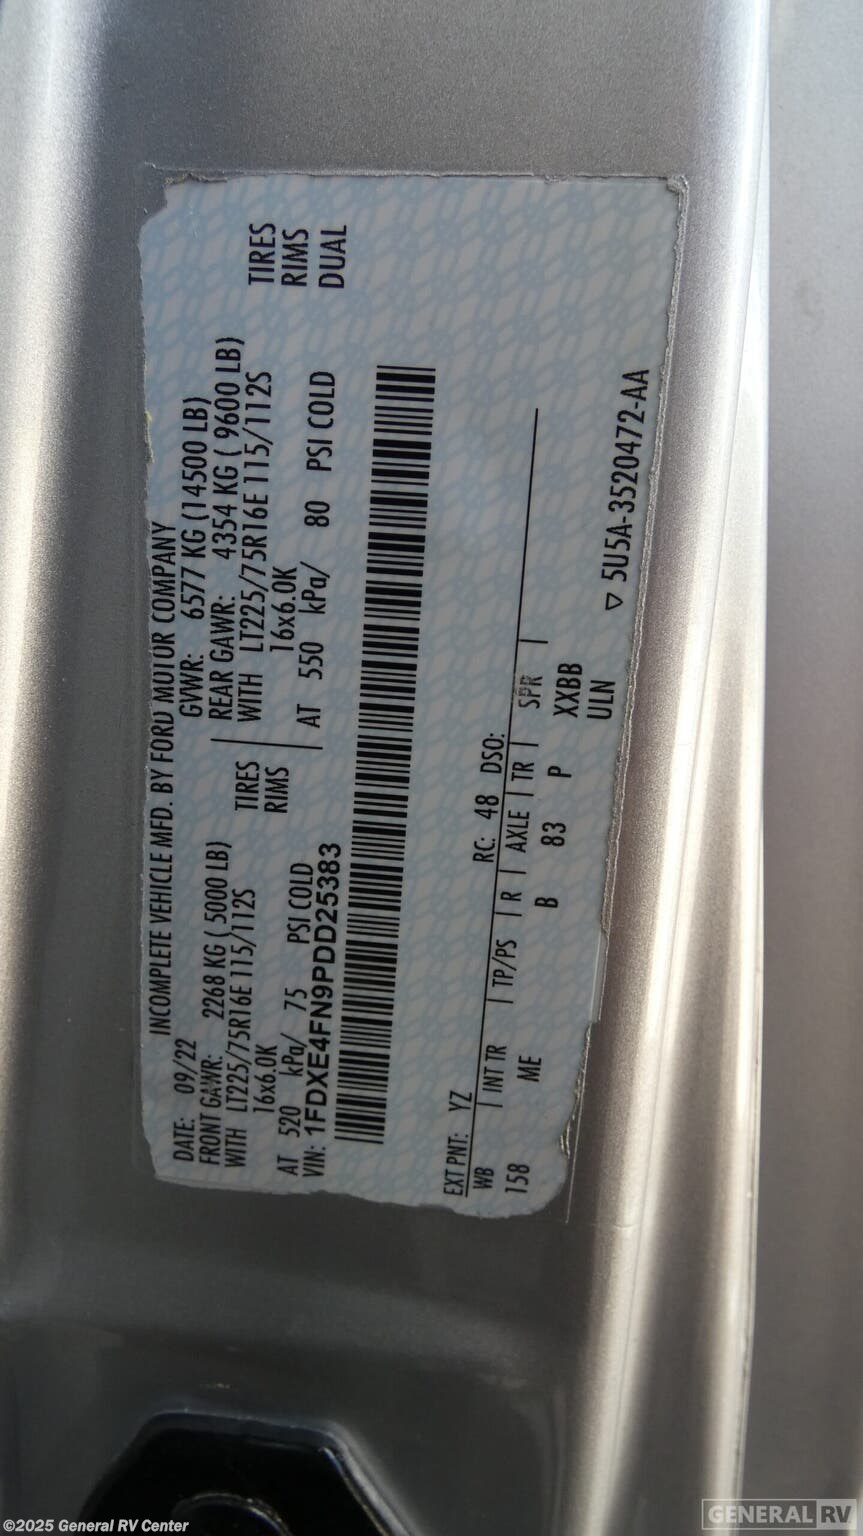 INCOMPLETE VEHICLE MFD. BY FORD MOTOR COMPANY
DATE: 09/22 GVWR: 6577 KG (14500 LB)
FRONT GAWR: 2268 KG ( 5000 LB) REAR GAWR: 4354 KG ( 9600 LB)
WITH LT225/75R16E 115/112S TIRES WITH LT225/75R16E 115/112S TIRES
16x6.0K RIMS 16x6.0K RIMS
AT 520 kPa/ 75 PSI COLD AT 550 kPa/ 80 PSI COLD DUAL
VIN: 1FDXE4FN9PDD25383
EXT PNT: YZ RC: 48 DSO:
WB | INT TR | TP/PS | R | AXLE | TR | SPR |
158 ME B 83 P XXBB
ULN
▽ 5U5A-3520472-AA
©2025 General RV Center
GENERAL RV